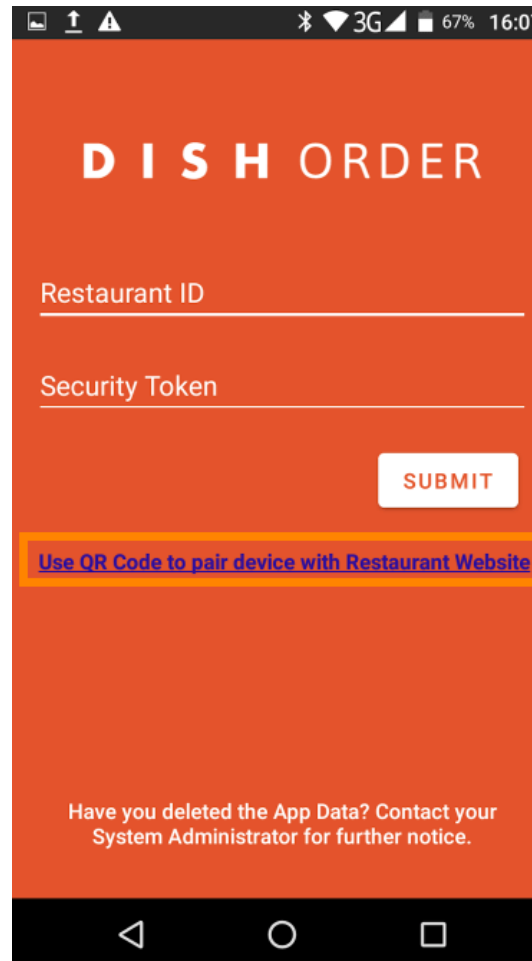 3G 67% 16:0
DISH ORDER
Restaurant ID
Security Token
SUBMIT
Use QR Code to pair device with Restaurant Website
Have you deleted the App Data? Contact your
System Administrator for further notice.